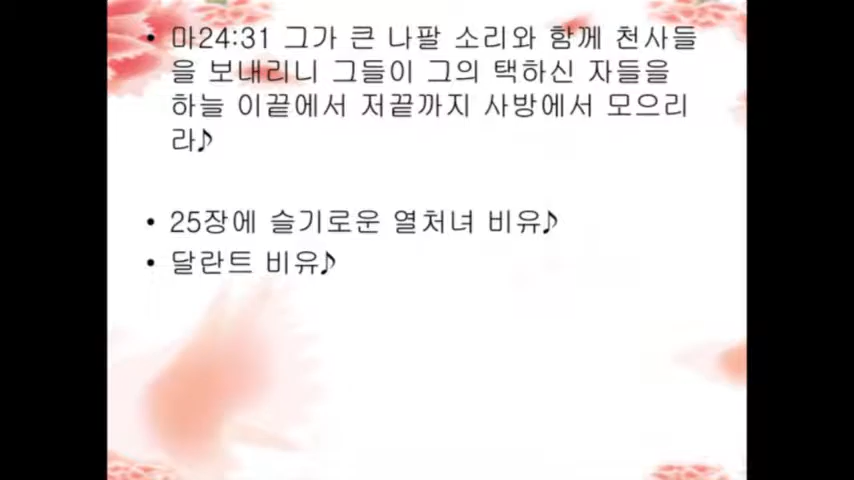 • 마24:31 그가 큰 나팔 소리와 함께 천사들
을 보내리니 그들이 그의 택하신 자들을
하늘 이끝에서 저끝까지 사방에서 모으리
라♪
• 25장에 슬기로운 열처녀 비유♪
• 달란트 비유♪